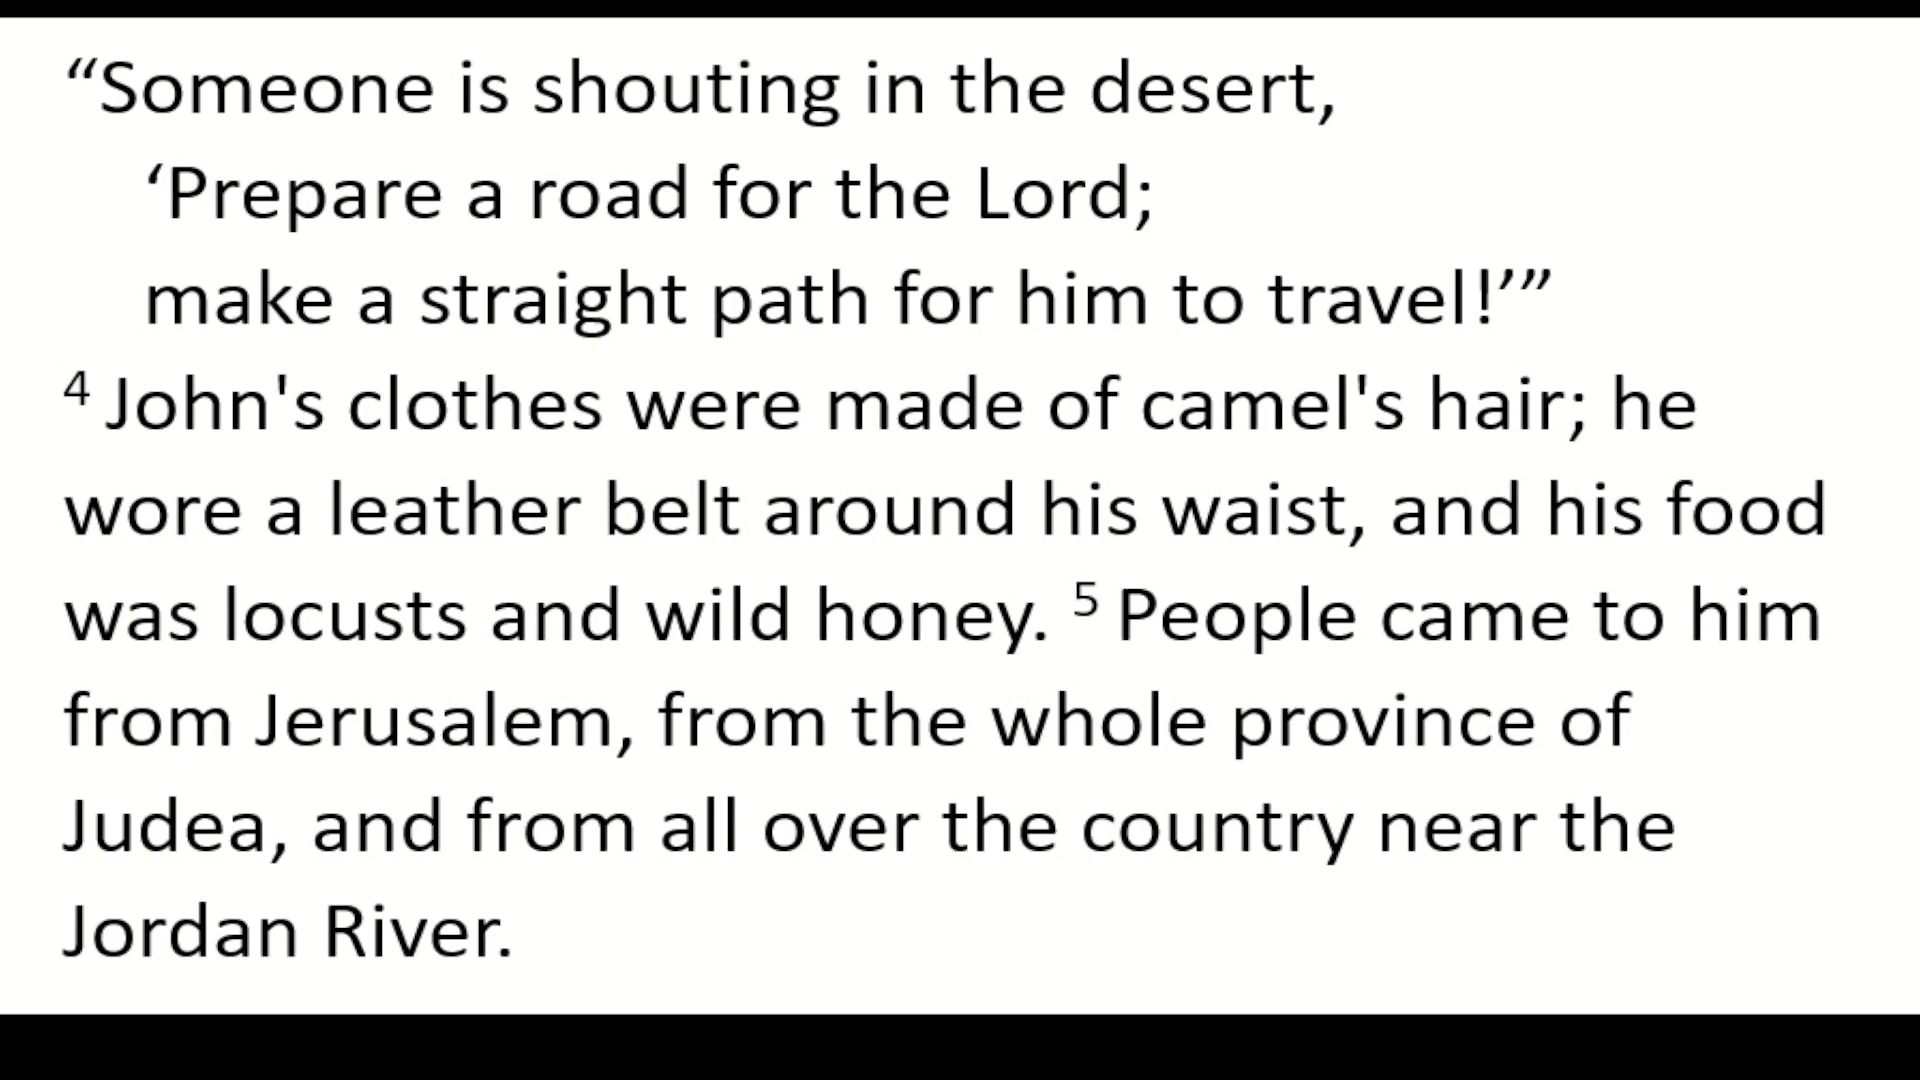 “Someone is shouting in the desert,
‘Prepare a road for the Lord;
make a straight path for him to travel!’”
4 John's clothes were made of camel's hair; he
wore a leather belt around his waist, and his food
was locusts and wild honey. 5 People came to him
from Jerusalem, from the whole province of
Judea, and from all over the country near the
Jordan River.